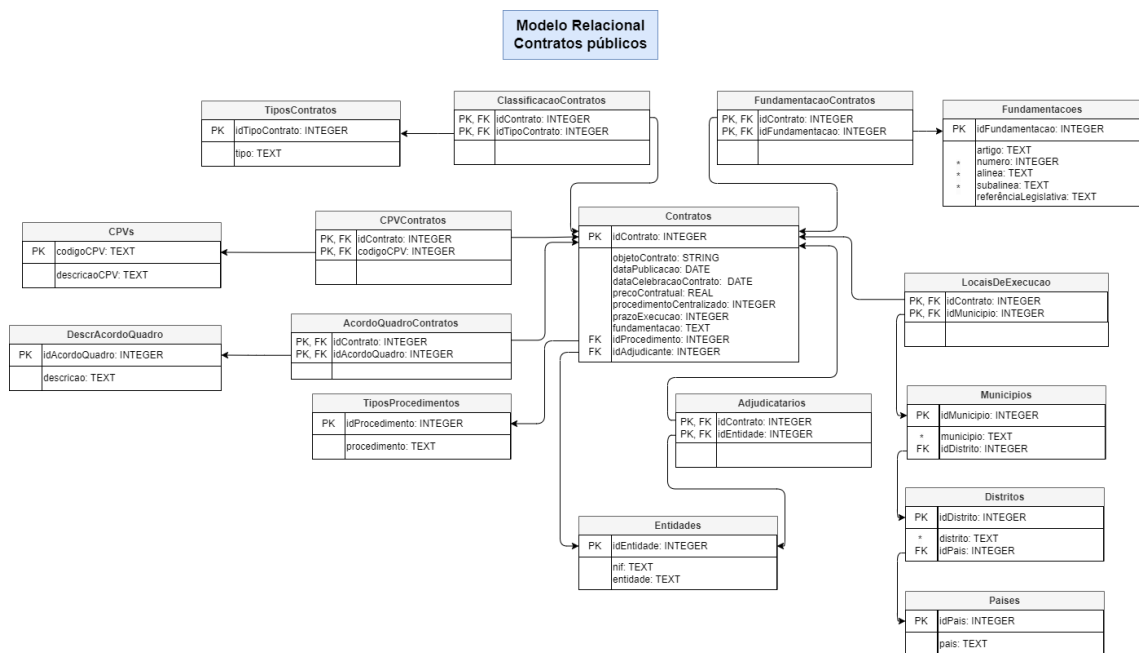 Modelo Relacional
Contratos públicos
TiposContratos
PK idTipoContrato: INTEGER
tipo: TEXT
ClassificacaoContratos
PK, FK idContrato: INTEGER
PK, FK idTipoContrato: INTEGER
FundamentacaoContratos
PK, FK idContrato: INTEGER
PK, FK idFundamentacao: INTEGER
Fundamentacoes
PK idFundamentacao: INTEGER
artigo: TEXT
* numero: INTEGER
* alinea: TEXT
* subalinea: TEXT
referênciaLegislativa: TEXT
CPVs
PK codigoCPV: TEXT
descricaoCPV: TEXT
CPVContratos
PK, FK idContrato: INTEGER
PK, FK codigoCPV: INTEGER
Contratos
PK idContrato: INTEGER
objetoContrato: STRING
dataPublicacao: DATE
dataCelebracaoContrato: DATE
precoContratual: REAL
procedimentoCentralizado: INTEGER
prazoExecucao: INTEGER
fundamentacao: TEXT
FK idProcedimento: INTEGER
FK idAdjudicante: INTEGER
LocaisDeExecucao
PK, FK idContrato: INTEGER
PK, FK idMunicipio: INTEGER
DescrAcordoQuadro
PK idAcordoQuadro: INTEGER
descricao: TEXT
AcordoQuadroContratos
PK, FK idContrato: INTEGER
PK, FK idAcordoQuadro: INTEGER
TiposProcedimentos
PK idProcedimento: INTEGER
procedimento: TEXT
Adjudicatarios
PK, FK idContrato: INTEGER
PK, FK idEntidade: INTEGER
Municipios
PK idMunicipio: INTEGER
* municipio: TEXT
FK idDistrito: INTEGER
Distritos
PK idDistrito: INTEGER
* distrito: TEXT
FK idPais: INTEGER
Entidades
PK idEntidade: INTEGER
nif: TEXT
entidade: TEXT
Paises
PK idPais: INTEGER
pais: TEXT